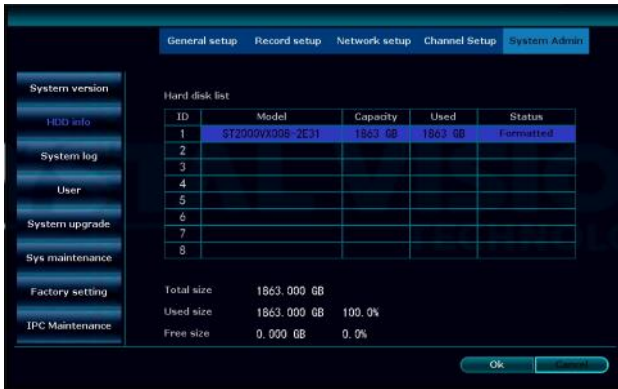 General setup Record setup Network setup Channel Setup System Admin
System version
HDD info
System log
User
System upgrade
Sys maintenance
Factory setting
IPC Maintenance
Hard disk list
ID Model Capacity Used Status
1 ST2000VX008-2E31 1863 GB 1863 GB Formatted
2
3
4
5
6
7
8
Total size 1863.000 GB
Used size 1863.000 GB 100.0%
Free size 0.000 GB 0.0%
Ok Cancel